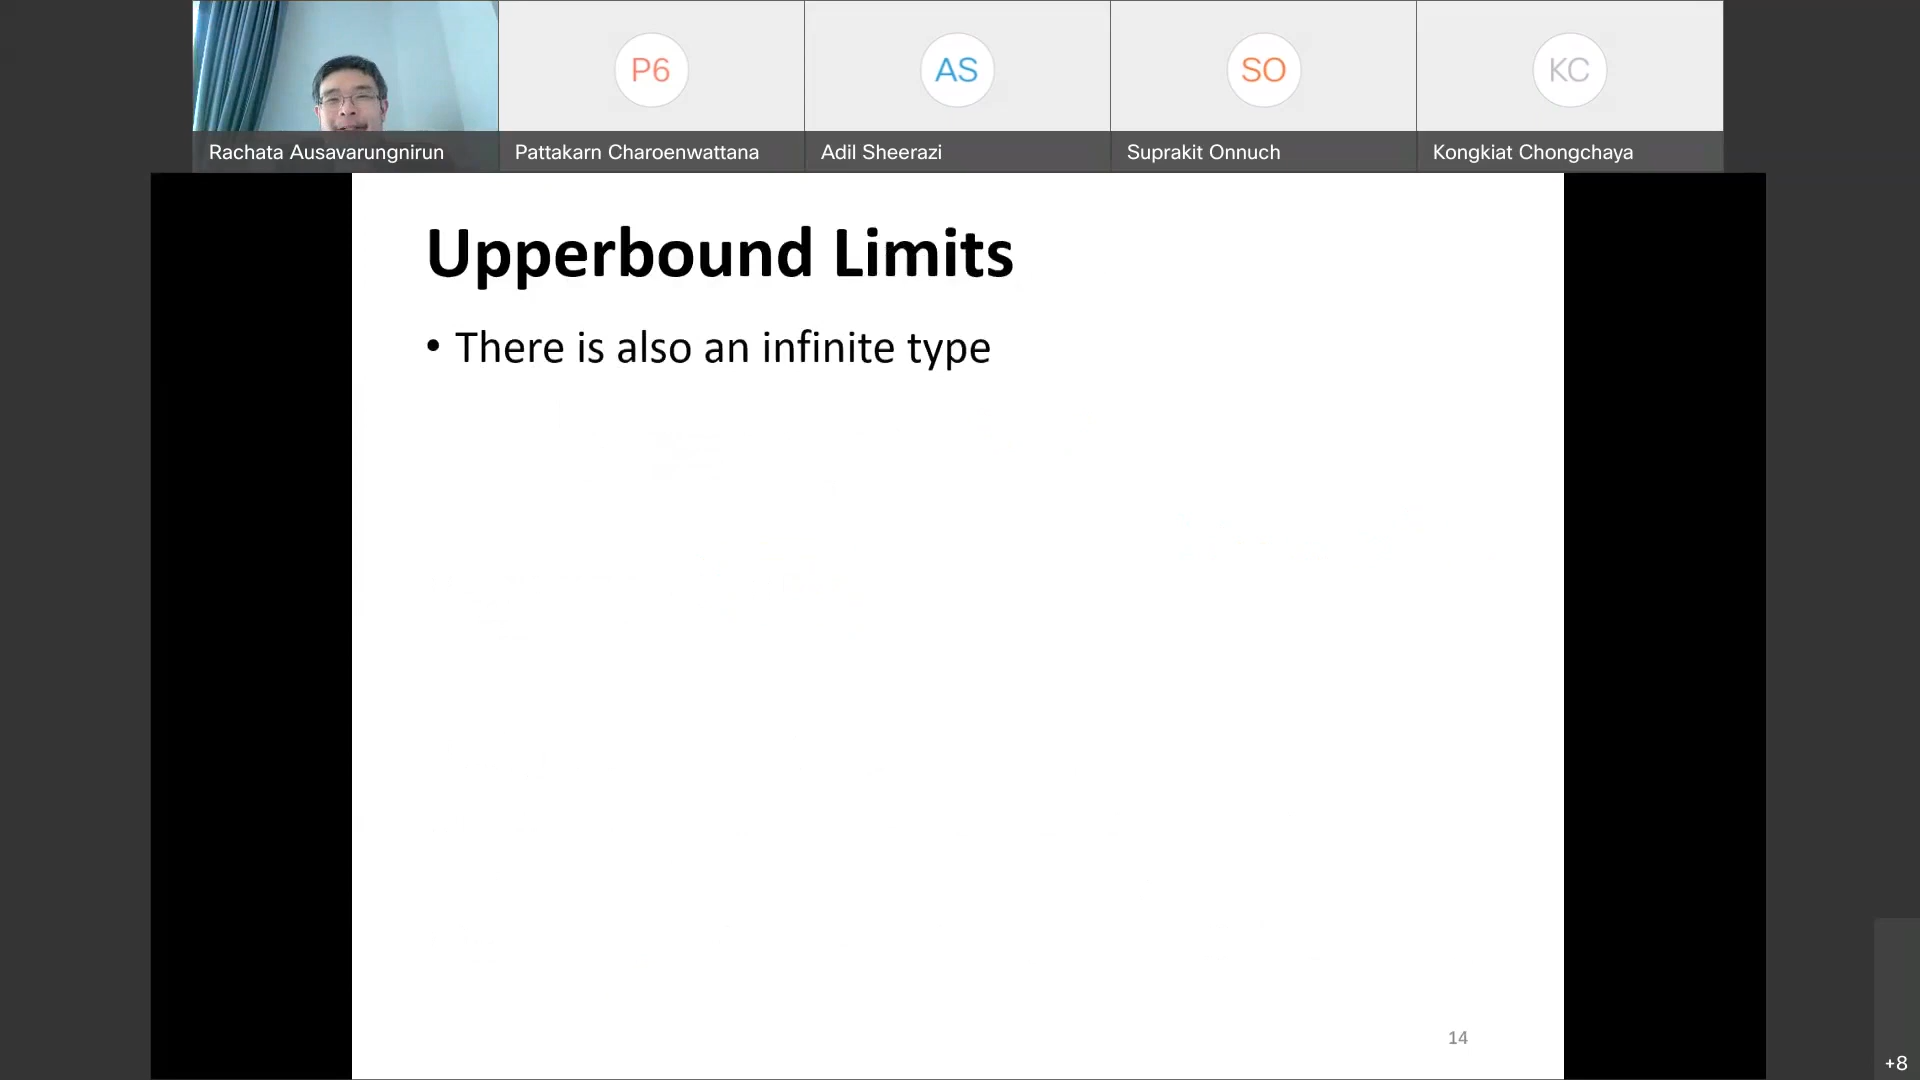 P6
AS
SO
KC
Rachata Ausavarungnirun
Pattakarn Charoenwattana
Adil Sheerazi
Suprakit Onnuch
Kongkiat Chongchaya
Upperbound Limits
• There is also an infinite type
14
+8